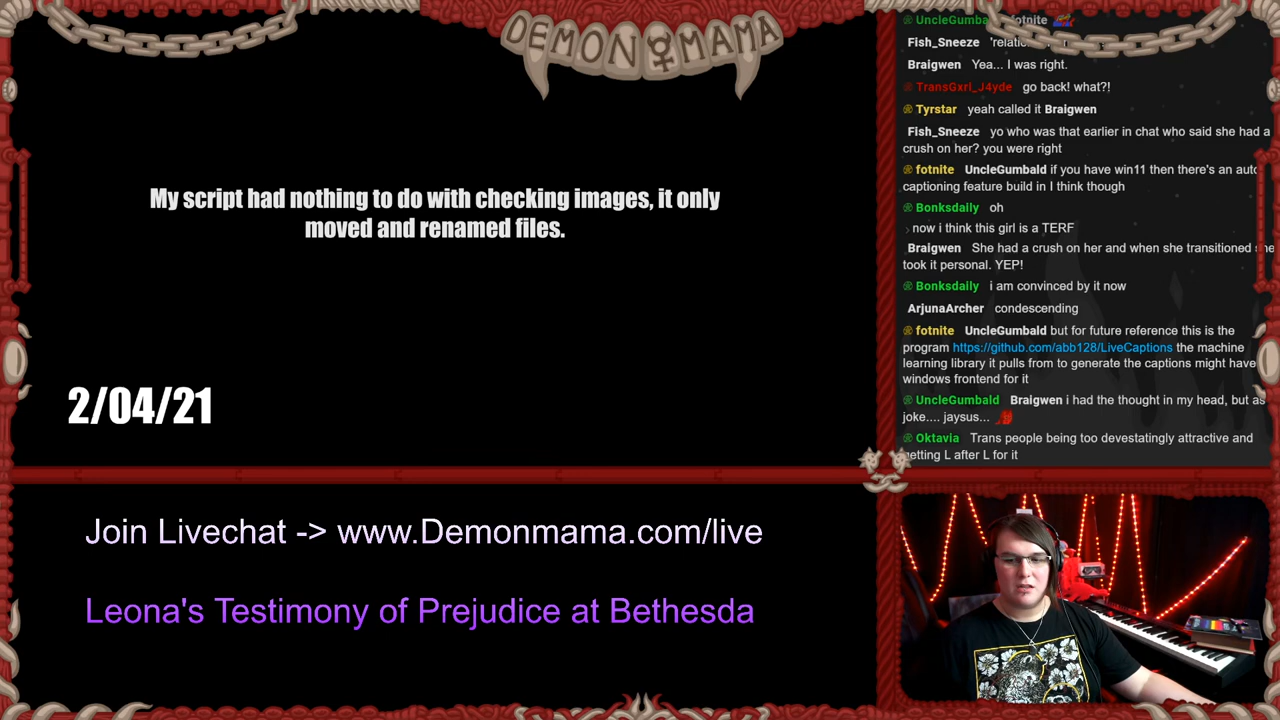 DEMON MAMA
My script had nothing to do with checking images, it only
moved and renamed files.
2/04/21
Join Livechat -> www.Demonmama.com/live
Leona's Testimony of Prejudice at Bethesda
UncleGumba fotnite
Fish_Sneeze 'relatio
Braigwen Yea... I was right.
TransGxrl_J4yde go back! what?!
Tyrstar yeah called it Braigwen
Fish_Sneeze yo who was that earlier in chat who said she had a
crush on her? you were right
fotnite UncleGumbald if you have win11 then there's an auto
captioning feature build in I think though
Bonksdaily oh
now i think this girl is a TERF
Braigwen She had a crush on her and when she transitioned she
took it personal. YEP!
Bonksdaily i am convinced by it now
ArjunaArcher condescending
fotnite UncleGumbald but for future reference this is the
program https://github.com/abb128/LiveCaptions the machine
learning library it pulls from to generate the captions might have
windows frontend for it
UncleGumbald Braigwen i had the thought in my head, but as
joke.... jaysus...
Oktavia Trans people being too devestatingly attractive and
getting L after L for it